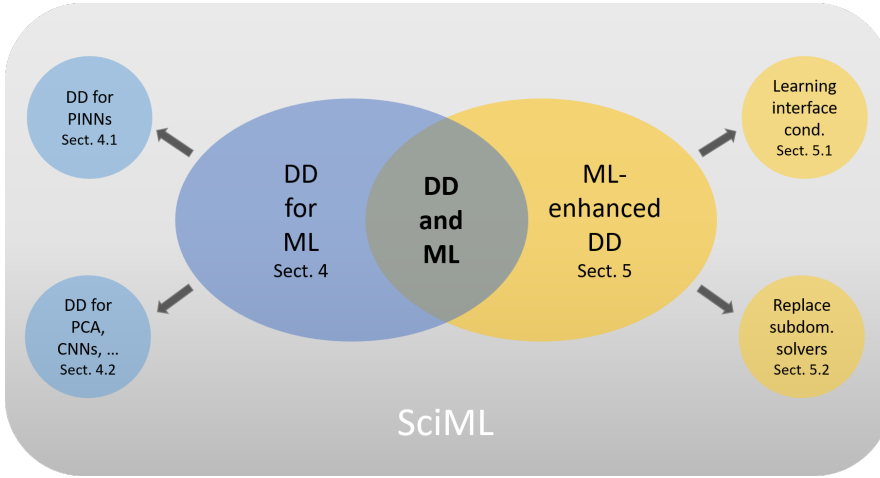 DD for
PINNs
Sect. 4.1
DD for
PCA,
CNNs, ...
Sect. 4.2
DD
for
ML
Sect. 4
DD
and
ML
ML-
enhanced
DD
Sect. 5
Learning
interface
cond.
Sect. 5.1
Replace
subdom.
solvers
Sect. 5.2
SciML